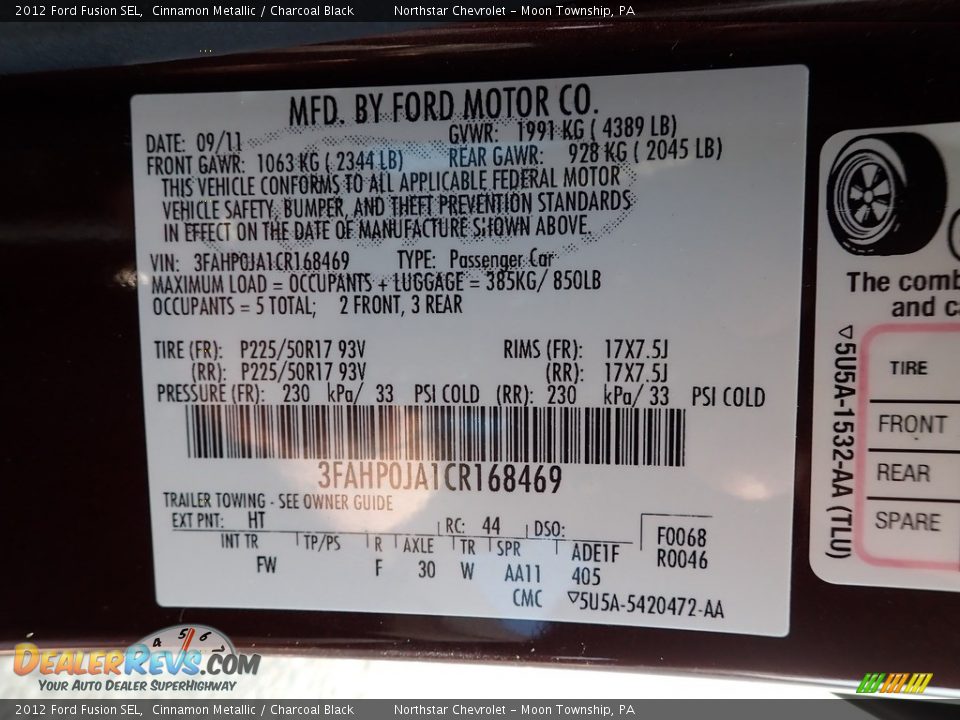 2012 Ford Fusion SEL, Cinnamon Metallic / Charcoal Black Northstar Chevrolet - Moon Township, PA
MFD. BY FORD MOTOR CO.
DATE: 09/11 GVWR: 1991 KG ( 4389 LB)
FRONT GAWR: 1063 KG ( 2344 LB) REAR GAWR: 928 KG ( 2045 LB)
THIS VEHICLE CONFORMS TO ALL APPLICABLE FEDERAL MOTOR
VEHICLE SAFETY, BUMPER, AND THEFT PREVENTION STANDARDS
IN EFFECT ON THE DATE OF MANUFACTURE SHOWN ABOVE.
VIN: 3FAHP0JA1CR168469 TYPE: Passenger Car
MAXIMUM LOAD = OCCUPANTS + LUGGAGE = 385KG/ 850LB
OCCUPANTS = 5 TOTAL; 2 FRONT, 3 REAR
TIRE (FR): P225/50R17 93V RIMS (FR): 17X7.5J
(RR): P225/50R17 93V (RR): 17X7.5J
PRESSURE (FR): 230 kPa/ 33 PSI COLD (RR): 230 kPa/ 33 PSI COLD
3FAHP0JA1CR168469
TRAILER TOWING - SEE OWNER GUIDE
EXT PNT: HT RC: 44 DSO: F0068
INT TR TP/PS R AXLE TR SPR ADE1F R0046
FW F 30 W AA11 405
CMC ▽5U5A-5420472-AA
The comb
and ca
▽5U5A-1532-AA (TLU)
TIRE
FRONT
REAR
SPARE
4 5 6
DEALERREVS.COM
YOUR AUTO DEALER SUPERHIGHWAY
2012 Ford Fusion SEL, Cinnamon Metallic / Charcoal Black Northstar Chevrolet - Moon Township, PA